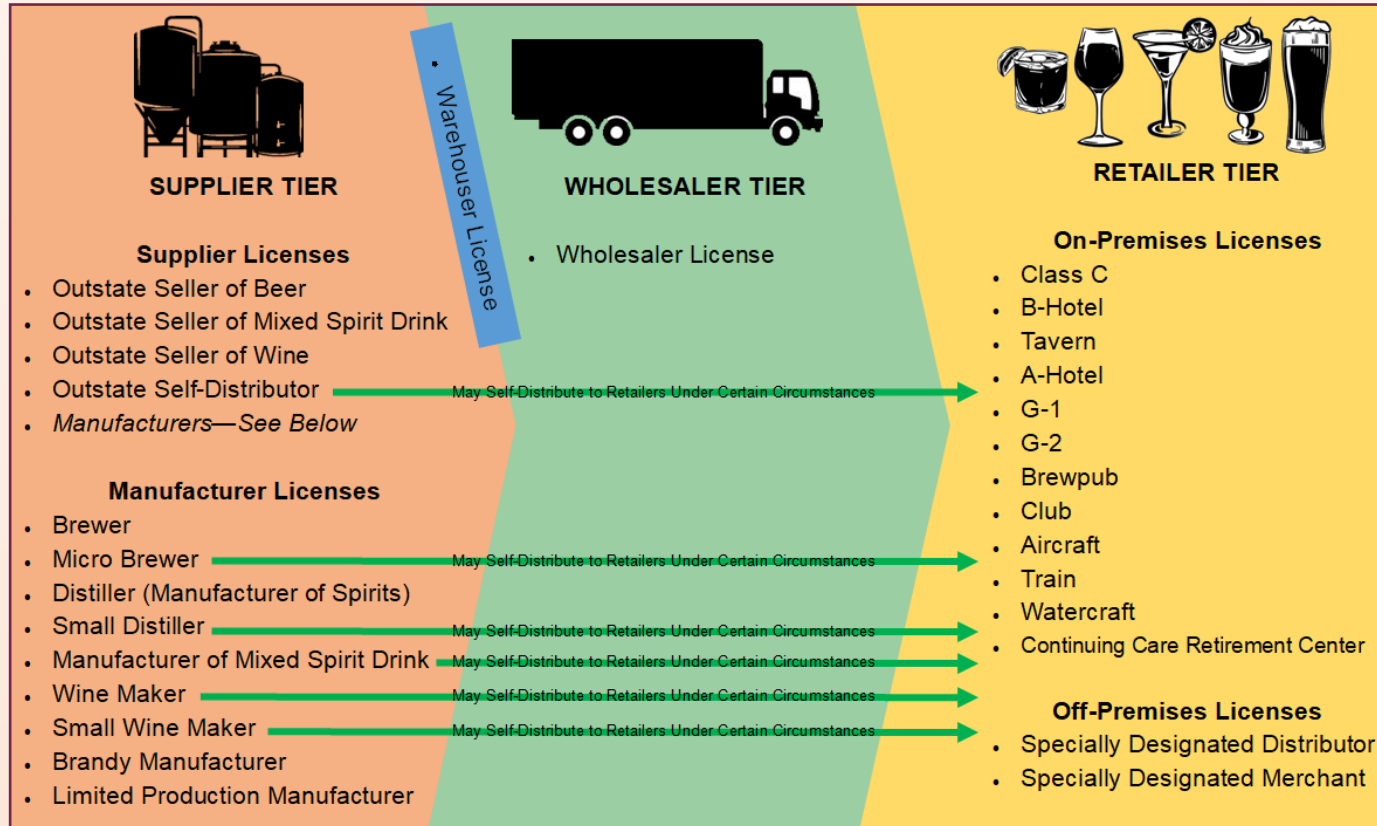 SUPPLIER TIER
Supplier Licenses
• Outstate Seller of Beer
• Outstate Seller of Mixed Spirit Drink
• Outstate Seller of Wine
• Outstate Self-Distributor
May Self-Distribute to Retailers Under Certain Circumstances
• Manufacturers—See Below
Manufacturer Licenses
• Brewer
• Micro Brewer
May Self-Distribute to Retailers Under Certain Circumstances
• Distiller (Manufacturer of Spirits)
• Small Distiller
May Self-Distribute to Retailers Under Certain Circumstances
• Manufacturer of Mixed Spirit Drink
May Self-Distribute to Retailers Under Certain Circumstances
• Wine Maker
May Self-Distribute to Retailers Under Certain Circumstances
• Small Wine Maker
May Self-Distribute to Retailers Under Certain Circumstances
• Brandy Manufacturer
• Limited Production Manufacturer
• Warehouser License
WHOLESALER TIER
• Wholesaler License
RETAILER TIER
On-Premises Licenses
• Class C
• B-Hotel
• Tavern
• A-Hotel
• G-1
• G-2
• Brewpub
• Club
• Aircraft
• Train
• Watercraft
• Continuing Care Retirement Center
Off-Premises Licenses
• Specially Designated Distributor
• Specially Designated Merchant